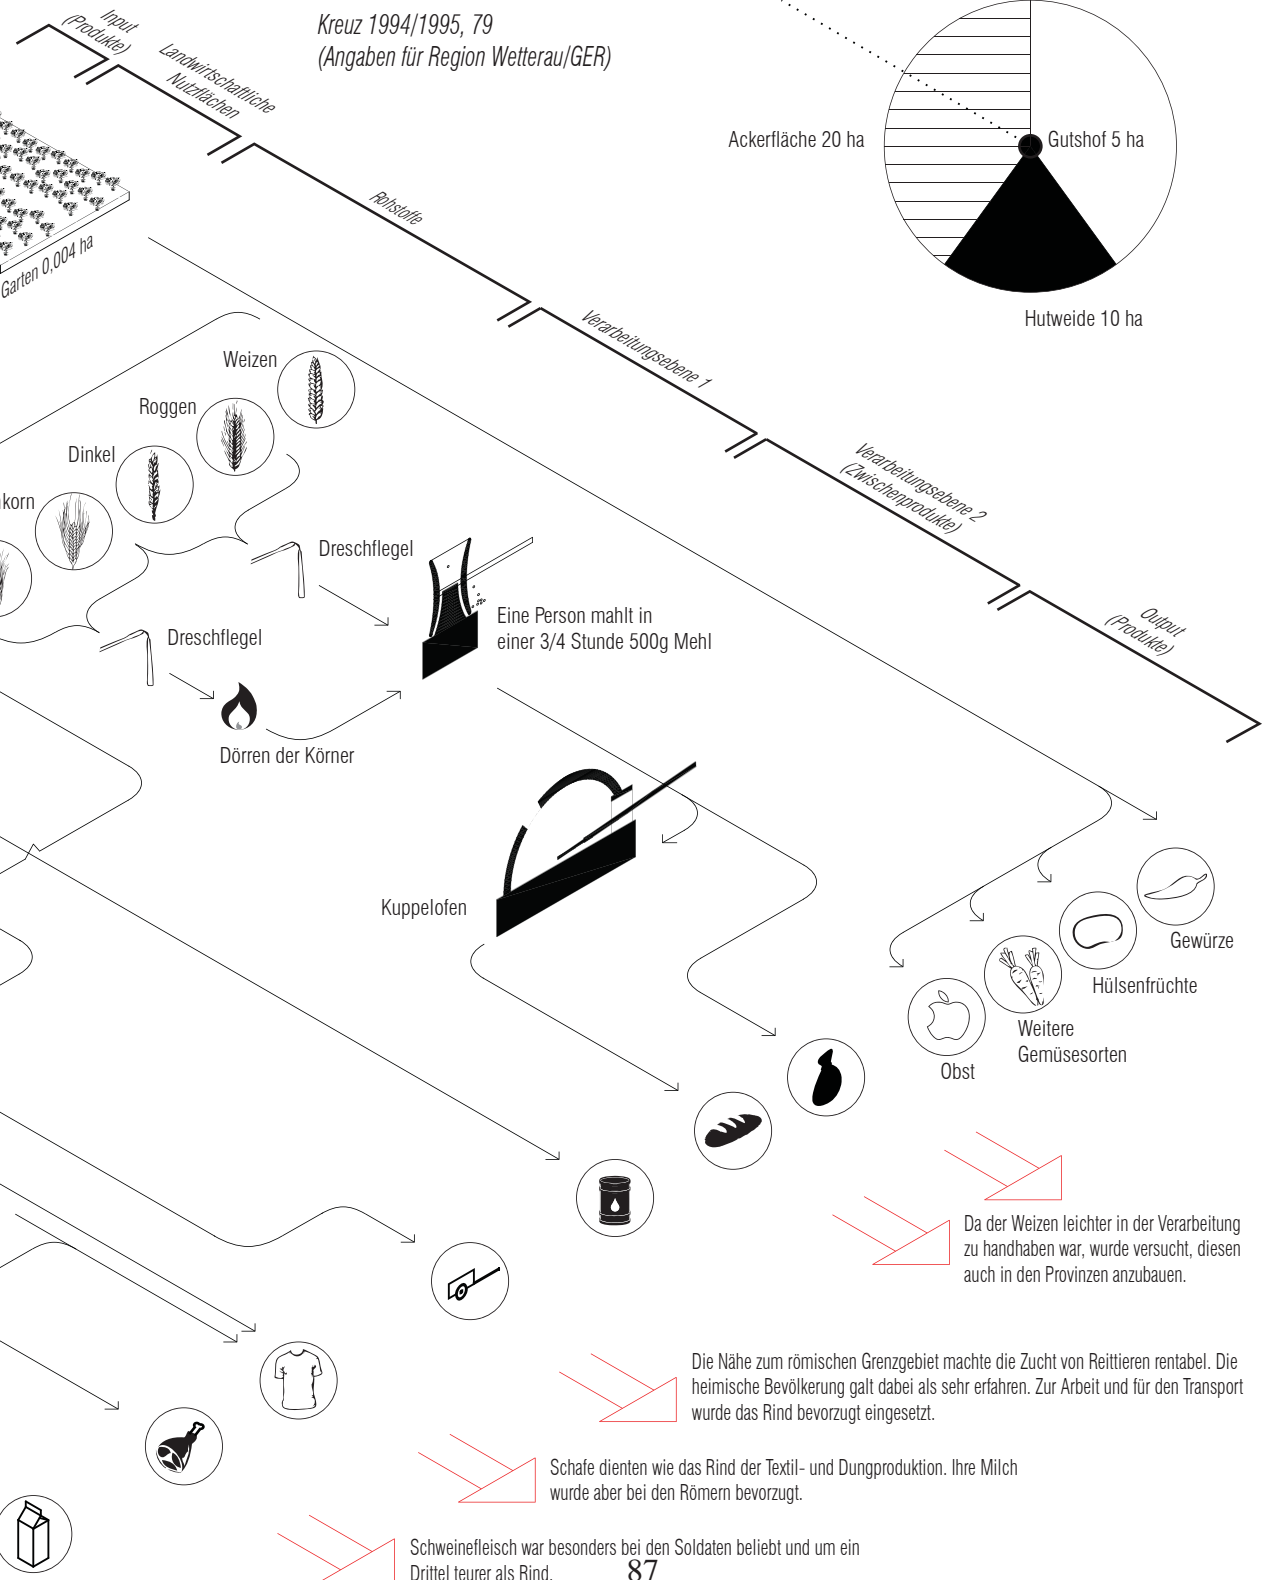 Input
(Produkte)
Landwirtschaftliche
Nutzflächen
Kreuz 1994/1995, 79
(Angaben für Region Wetterau/GER)
Ackerfläche 20 ha
Gutshof 5 ha
Hutweide 10 ha
Rohstoffe
Garten 0,004 ha
Verarbeitungsebene 1
Verarbeitungsebene 2
(Zwischenprodukte)
Output
(Produkte)
Weizen
Roggen
Dinkel
nkorn
Dreschflegel
Dreschflegel
Eine Person mahlt in
einer 3/4 Stunde 500g Mehl
Dörren der Körner
Kuppelofen
Gewürze
Hülsenfrüchte
Weitere
Gemüsesorten
Obst
Da der Weizen leichter in der Verarbeitung
zu handhaben war, wurde versucht, diesen
auch in den Provinzen anzubauen.
Die Nähe zum römischen Grenzgebiet machte die Zucht von Reittieren rentabel. Die
heimische Bevölkerung galt dabei als sehr erfahren. Zur Arbeit und für den Transport
wurde das Rind bevorzugt eingesetzt.
Schafe dienten wie das Rind der Textil- und Dungproduktion. Ihre Milch
wurde aber bei den Römern bevorzugt.
Schweinefleisch war besonders bei den Soldaten beliebt und um ein
Drittel teurer als Rind.
87